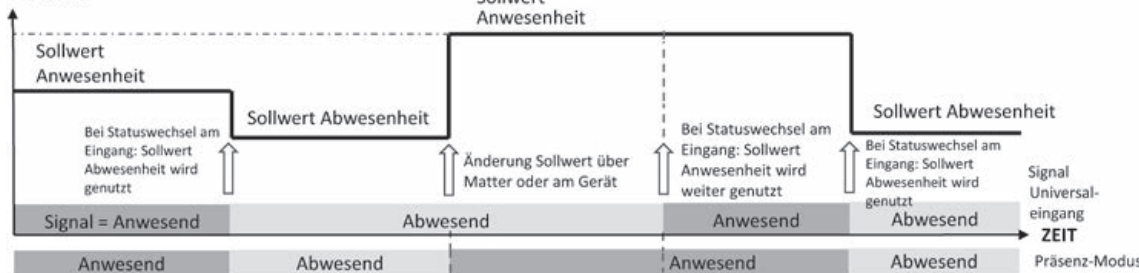 Sollwert
Anwesenheit
Sollwert
Anwesenheit
Sollwert Abwesenheit
Sollwert Abwesenheit
Bei Statuswechsel am
Eingang: Sollwert
Abwesenheit wird
genutzt
Änderung Sollwert über
Matter oder am Gerät
Bei Statuswechsel am
Eingang: Sollwert
Anwesenheit wird
weiter genutzt
Bei Statuswechsel am
Eingang: Sollwert
Abwesenheit wird
genutzt
Signal
Universal-
eingang
Signal = Anwesend
Abwesend
Anwesend
Abwesend
ZEIT
Anwesend
Abwesend
Anwesend
Abwesend
Präsenz-Modus